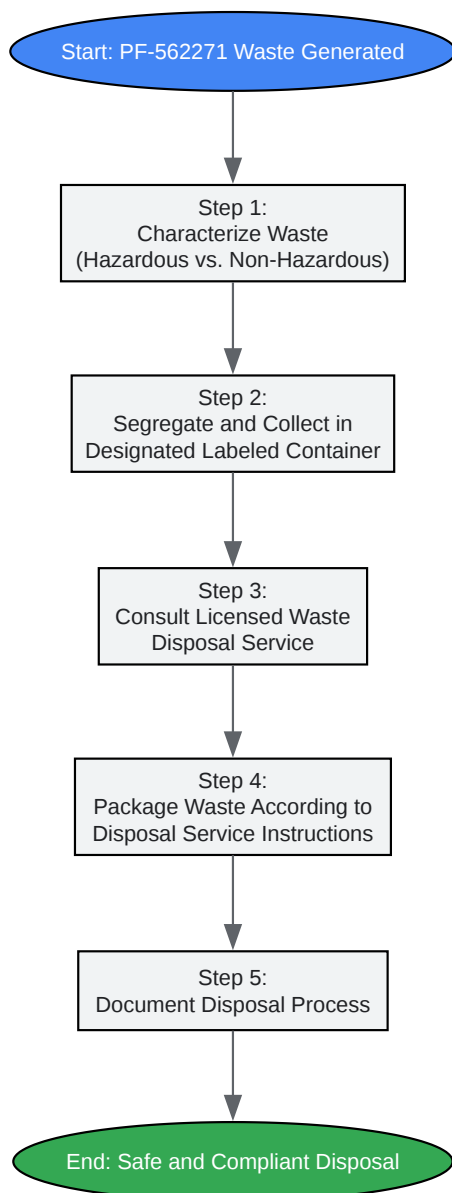 Start: PF-562271 Waste Generated
Step 1:
Characterize Waste
(Hazardous vs. Non-Hazardous)
Step 2:
Segregate and Collect in
Designated Labeled Container
Step 3:
Consult Licensed Waste
Disposal Service
Step 4:
Package Waste According to
Disposal Service Instructions
Step 5:
Document Disposal Process
End: Safe and Compliant Disposal